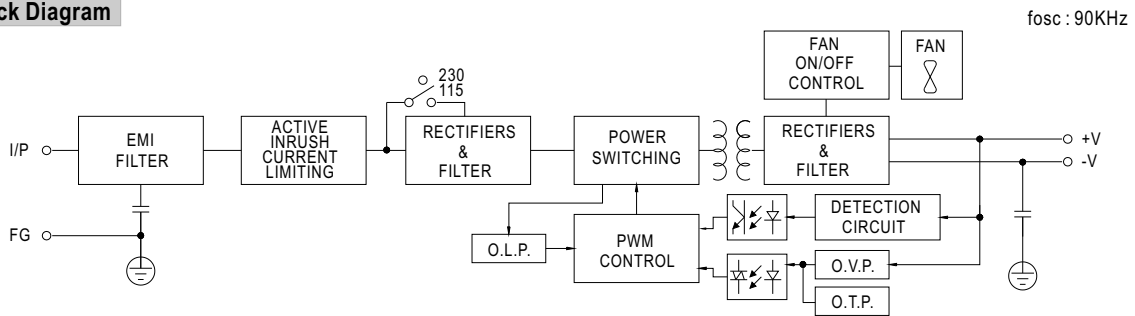 ck Diagram
fosc : 90KHz
I/P
EMI
FILTER
FG
ACTIVE
INRUSH
CURRENT
LIMITING
230
115
RECTIFIERS
&
FILTER
POWER
SWITCHING
O.L.P.
PWM
CONTROL
FAN
ON/OFF
CONTROL
FAN
RECTIFIERS
&
FILTER
+V
-V
DETECTION
CIRCUIT
O.V.P.
O.T.P.